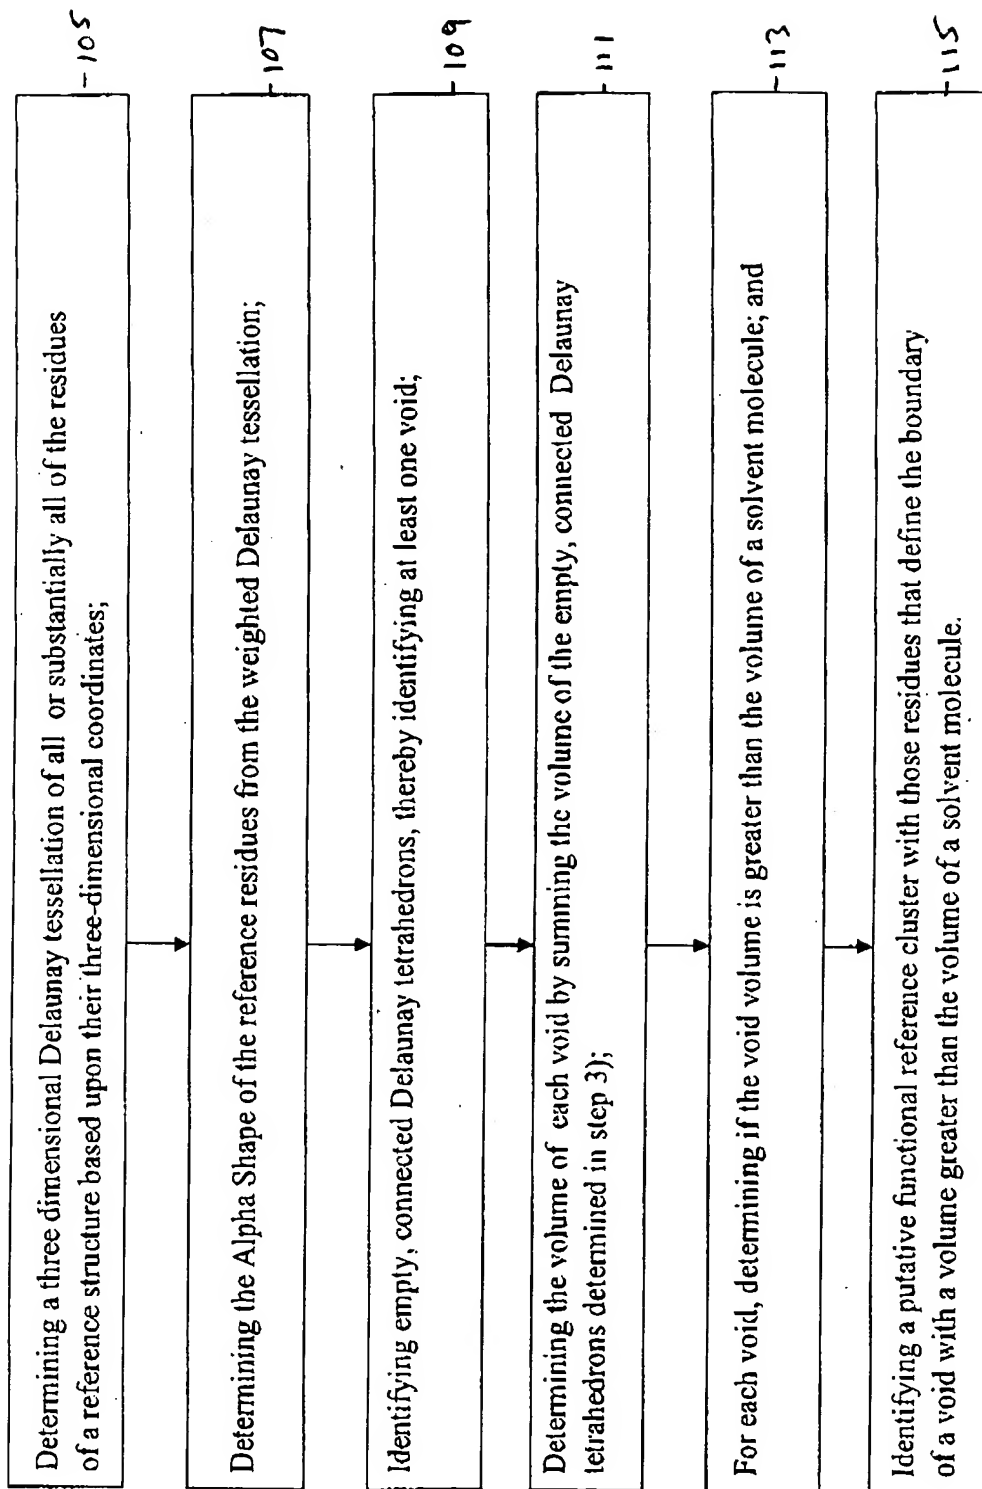 Determining a three dimensional Delaunay tessellation of all or substantially all of the residues
of a reference structure based upon their three-dimensional coordinates;
-105
Determining the Alpha Shape of the reference residues from the weighted Delaunay tessellation;
-107
Identifying empty, connected Delaunay tetrahedrons, thereby identifying at least one void;
-109
Determining the volume of each void by summing the volume of the empty, connected Delaunay
tetrahedrons determined in step 3);
-111
For each void, determining if the void volume is greater than the volume of a solvent molecule; and
-113
Identifying a putative functional reference cluster with those residues that define the boundary
of a void with a volume greater than the volume of a solvent molecule.
-115